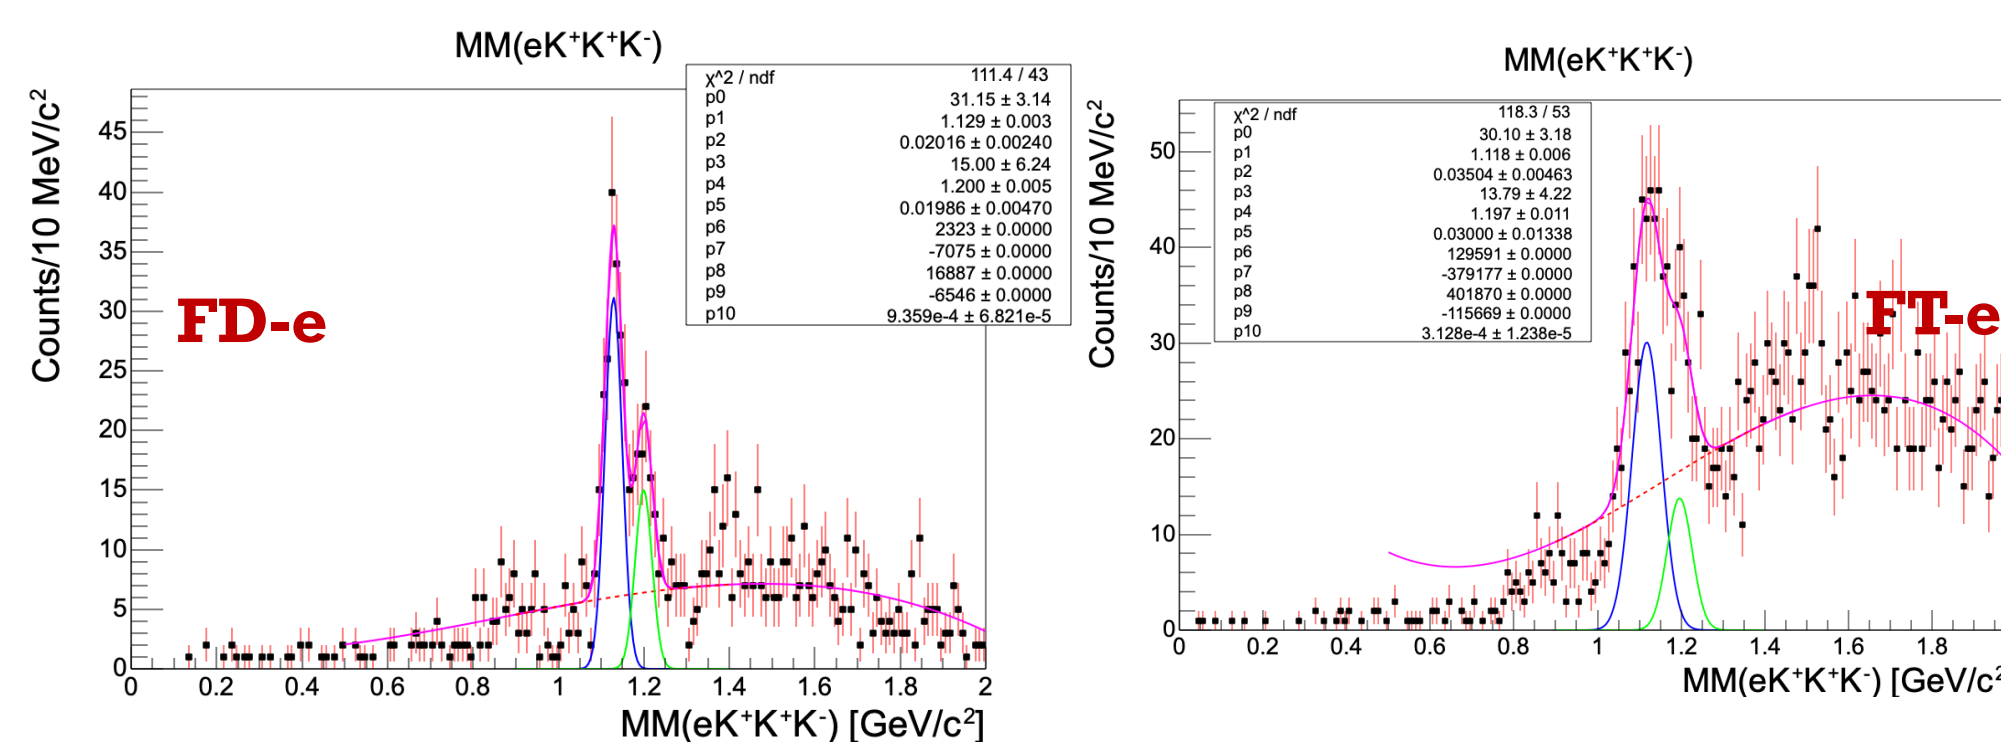 MM(eK⁺K⁺K⁻)
χ^2 / ndf 111.4 / 43
p0 31.15 ± 3.14
p1 1.129 ± 0.003
p2 0.02016 ± 0.00240
p3 15.00 ± 6.24
p4 1.200 ± 0.005
p5 0.01986 ± 0.00470
p6 2323 ± 0.0000
p7 -7075 ± 0.0000
p8 16887 ± 0.0000
p9 -6546 ± 0.0000
p10 9.359e-4 ± 6.821e-5
Counts/10 MeV/c²
45
40
35
30
25
20
15
10
5
0
FD-e
0 0.2 0.4 0.6 0.8 1 1.2 1.4 1.6 1.8 2
MM(eK⁺K⁺K⁻) [GeV/c²]
MM(eK⁺K⁺K⁻)
χ^2 / ndf 118.3 / 53
p0 30.10 ± 3.18
p1 1.118 ± 0.006
p2 0.03504 ± 0.00463
p3 13.79 ± 4.22
p4 1.197 ± 0.011
p5 0.03000 ± 0.01338
p6 129591 ± 0.0000
p7 -379177 ± 0.0000
p8 401870 ± 0.0000
p9 -115669 ± 0.0000
p10 3.128e-4 ± 1.238e-5
Counts/10 MeV/c²
50
40
30
20
10
0
FT-e
0 0.2 0.4 0.6 0.8 1 1.2 1.4 1.6 1.8
MM(eK⁺K⁺K⁻) [GeV/c²